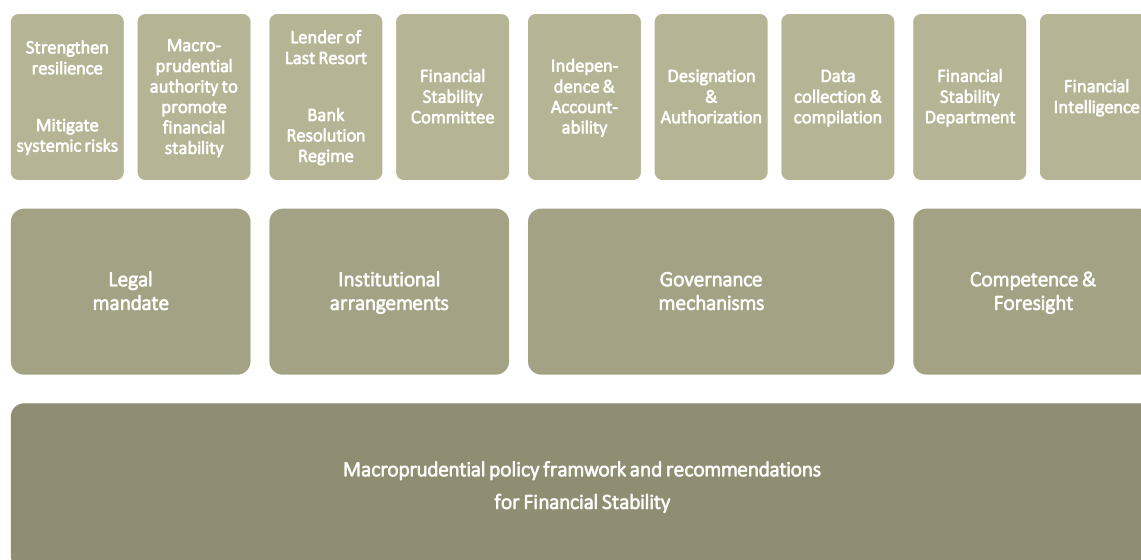 Strengthen
resilience
Mitigate
systemic risks
Macro-
prudential
authority to
promote
financial
stability
Lender of
Last Resort
Bank
Resolution
Regime
Financial
Stability
Committee
Indepen-
dence &
Account-
ability
Designation
&
Authorization
Data
collection &
compilation
Financial
Stability
Department
Financial
Intelligence
Legal
mandate
Institutional
arrangements
Governance
mechanisms
Competence &
Foresight
Macroprudential policy framwork and recommendations
for Financial Stability